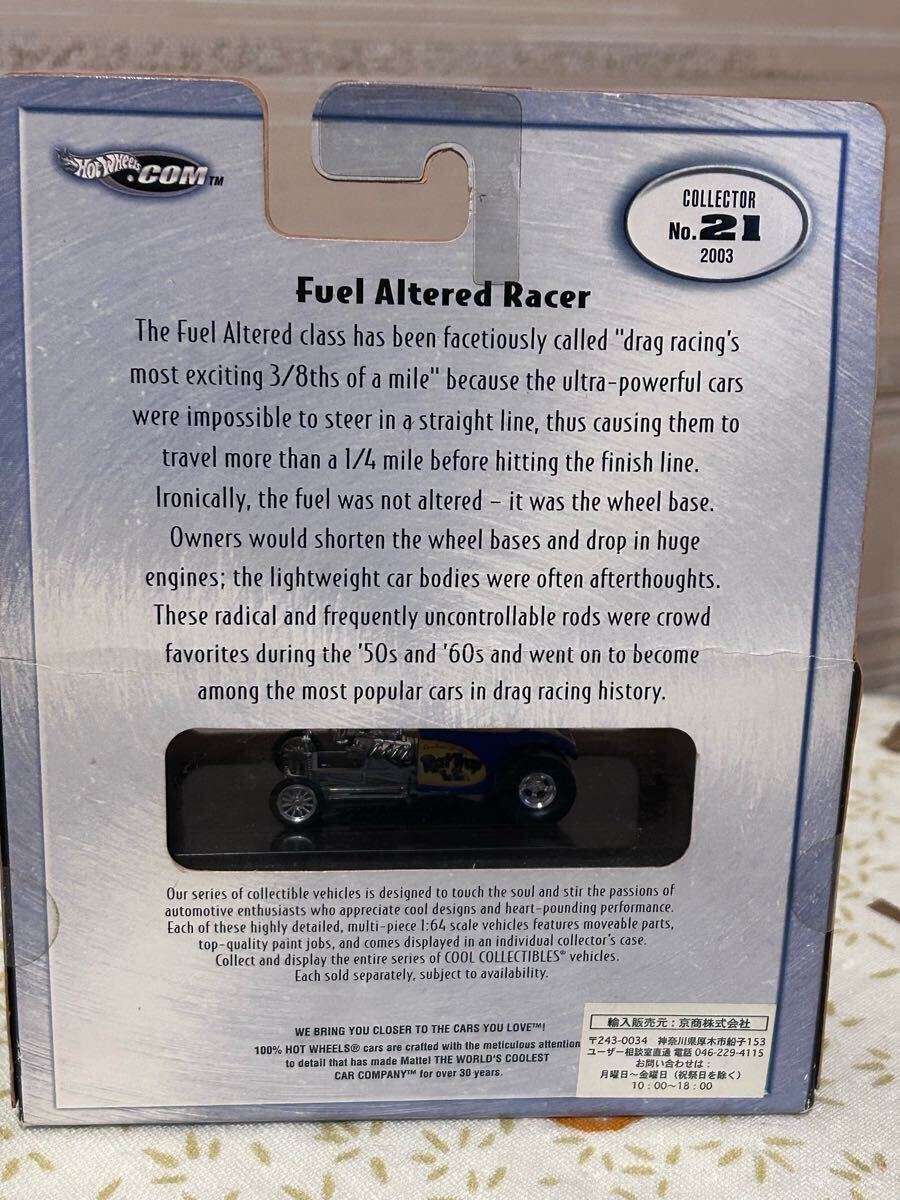 Hot Wheels.COM™
COLLECTOR
No.21
2003
Fuel Altered Racer
The Fuel Altered class has been facetiously called "drag racing's
most exciting 3/8ths of a mile" because the ultra-powerful cars
were impossible to steer in a straight line, thus causing them to
travel more than a 1/4 mile before hitting the finish line.
Ironically, the fuel was not altered – it was the wheel base.
Owners would shorten the wheel bases and drop in huge
engines; the lightweight car bodies were often afterthoughts.
These radical and frequently uncontrollable rods were crowd
favorites during the '50s and '60s and went on to become
among the most popular cars in drag racing history.
Rat Trap
Our series of collectible vehicles is designed to touch the soul and stir the passions of
automotive enthusiasts who appreciate cool designs and heart-pounding performance.
Each of these highly detailed, multi-piece 1:64 scale vehicles features moveable parts,
top-quality paint jobs, and comes displayed in an individual collector's case.
Collect and display the entire series of COOL COLLECTIBLES® vehicles.
Each sold separately, subject to availability.
WE BRING YOU CLOSER TO THE CARS YOU LOVE™!
100% HOT WHEELS® cars are crafted with the meticulous attention
to detail that has made Mattel THE WORLD'S COOLEST
CAR COMPANY™ for over 30 years.
輸入販売元：京商株式会社
〒243-0034 神奈川県厚木市船子153
ユーザー相談室直通 電話 046-229-4115
お問い合わせは：
月曜日〜金曜日（祝祭日を除く）
10：00〜18：00